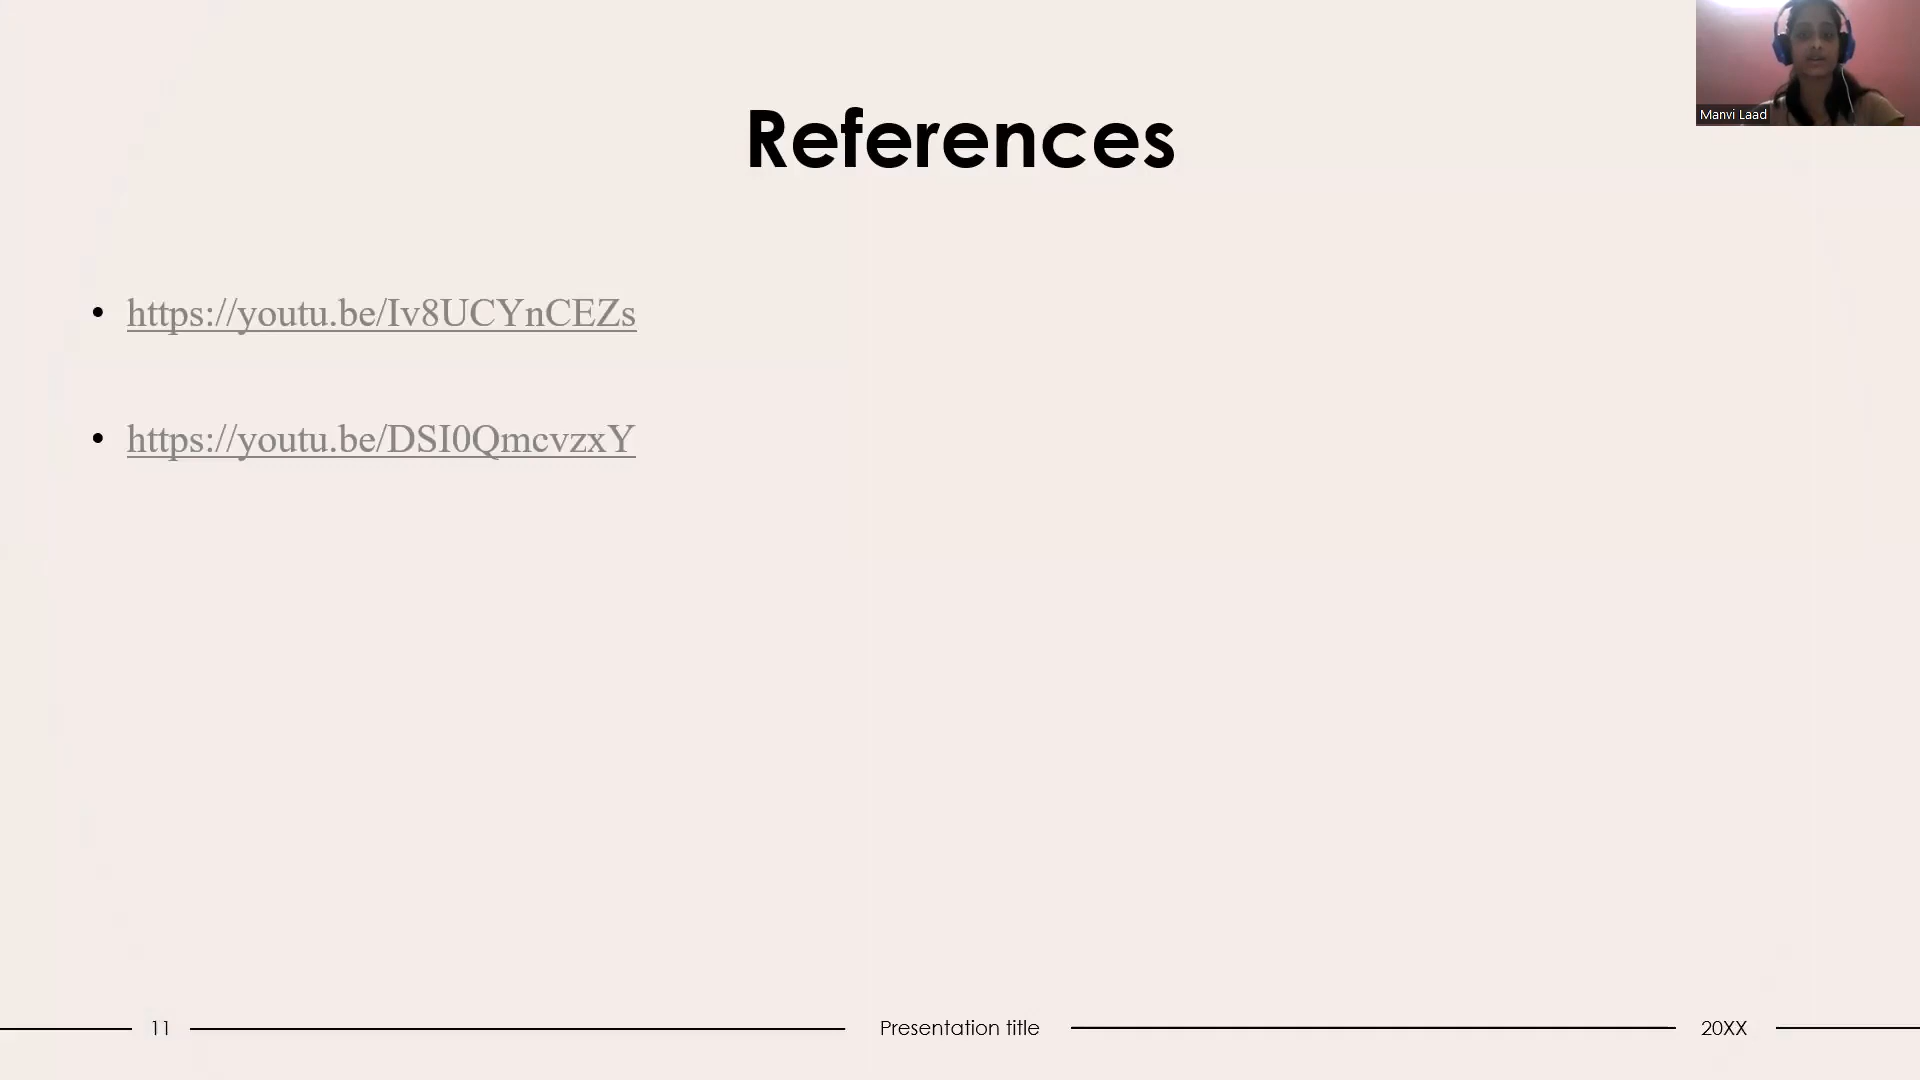 References
Manvi Laad
• https://youtu.be/Iv8UCYnCEZs
• https://youtu.be/DSI0QmcvzxY
11
Presentation title
20XX